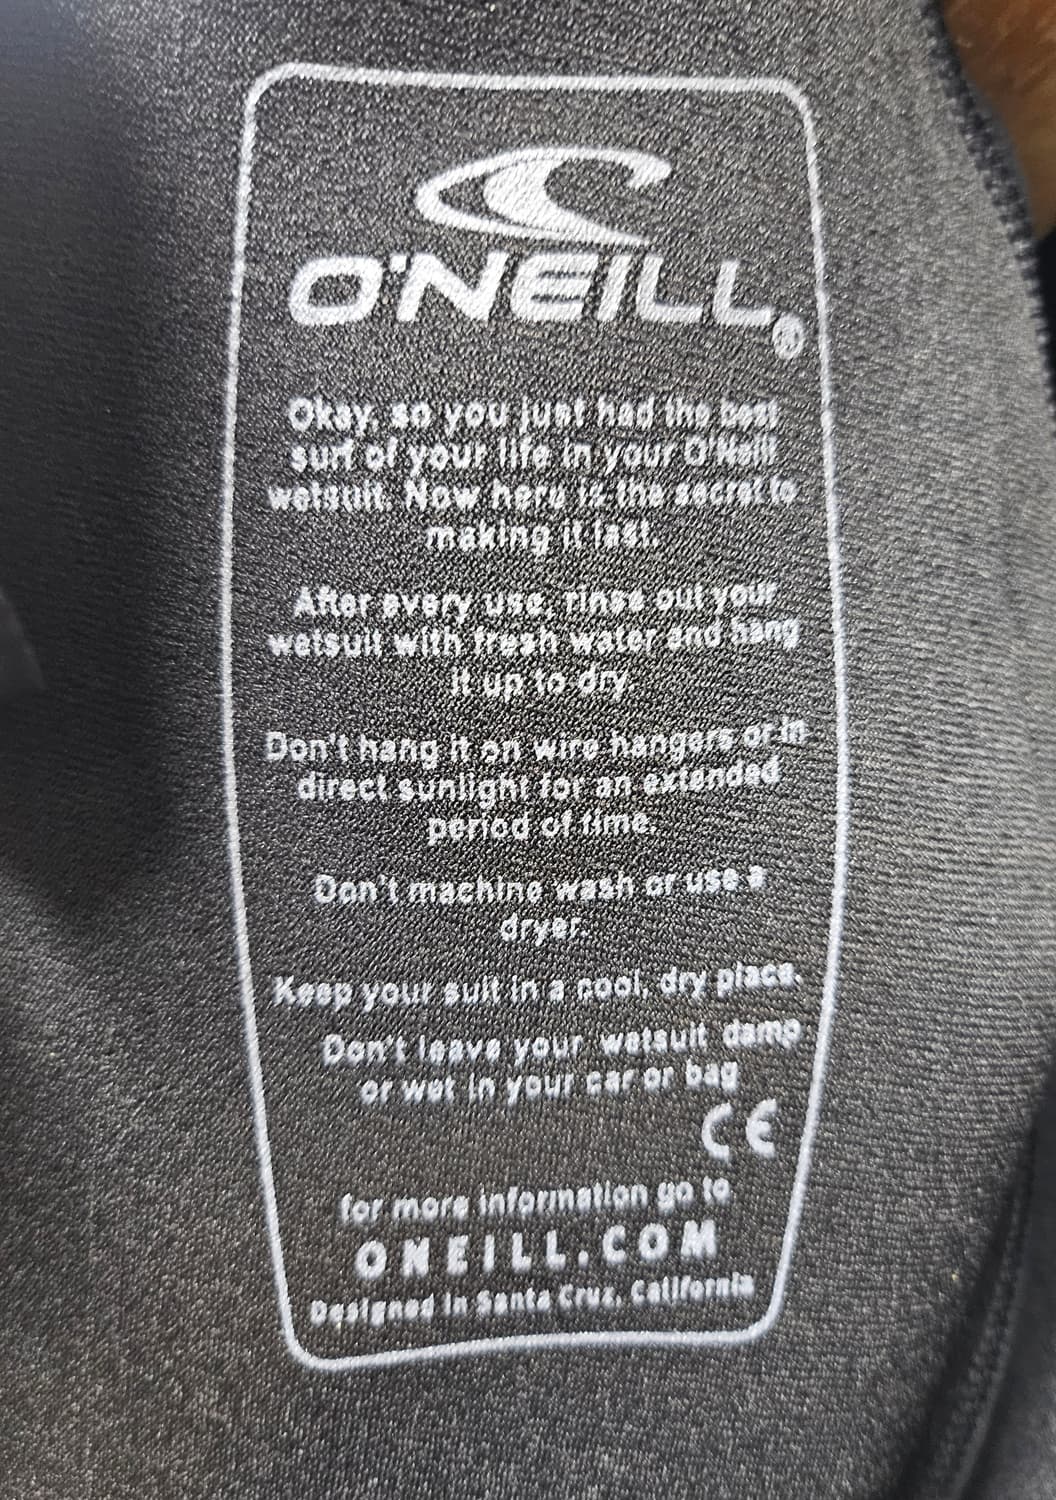 O'NEILL®
Okay, so you just had the best
surf of your life in your O'Neill
wetsuit. Now here is the secret to
making it last.
After every use, rinse out your
wetsuit with fresh water and hang
it up to dry.
Don't hang it on wire hangers or in
direct sunlight for an extended
period of time.
Don't machine wash or use a
dryer.
Keep your suit in a cool, dry place.
Don't leave your wetsuit damp
or wet in your car or bag
CE
for more information go to
ONEILL.COM
Designed in Santa Cruz, California